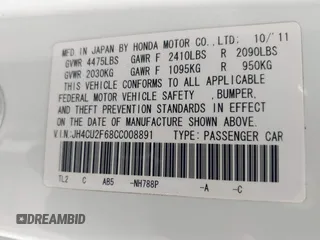 MFD. IN JAPAN BY HONDA MOTOR CO.,LTD: 10/'11
GVWR 4475LBS GAWR F 2410LBS R 2090LBS
GVWR 2030KG GAWR F 1095KG R 950KG
THIS VEHICLE CONFORMS TO ALL APPLICABLE
FEDERAL MOTOR VEHICLE SAFETY ,BUMPER,
AND THEFT PREVENTION STANDARDS IN EFFECT
ON THE DATE OF MANUFACTURE SHOWN ABOVE.
V.I.N:JH4CU2F68CC008891 TYPE:PASSENGER CAR
TL2 C AB5 -NH788P -A -C
DREAMBID